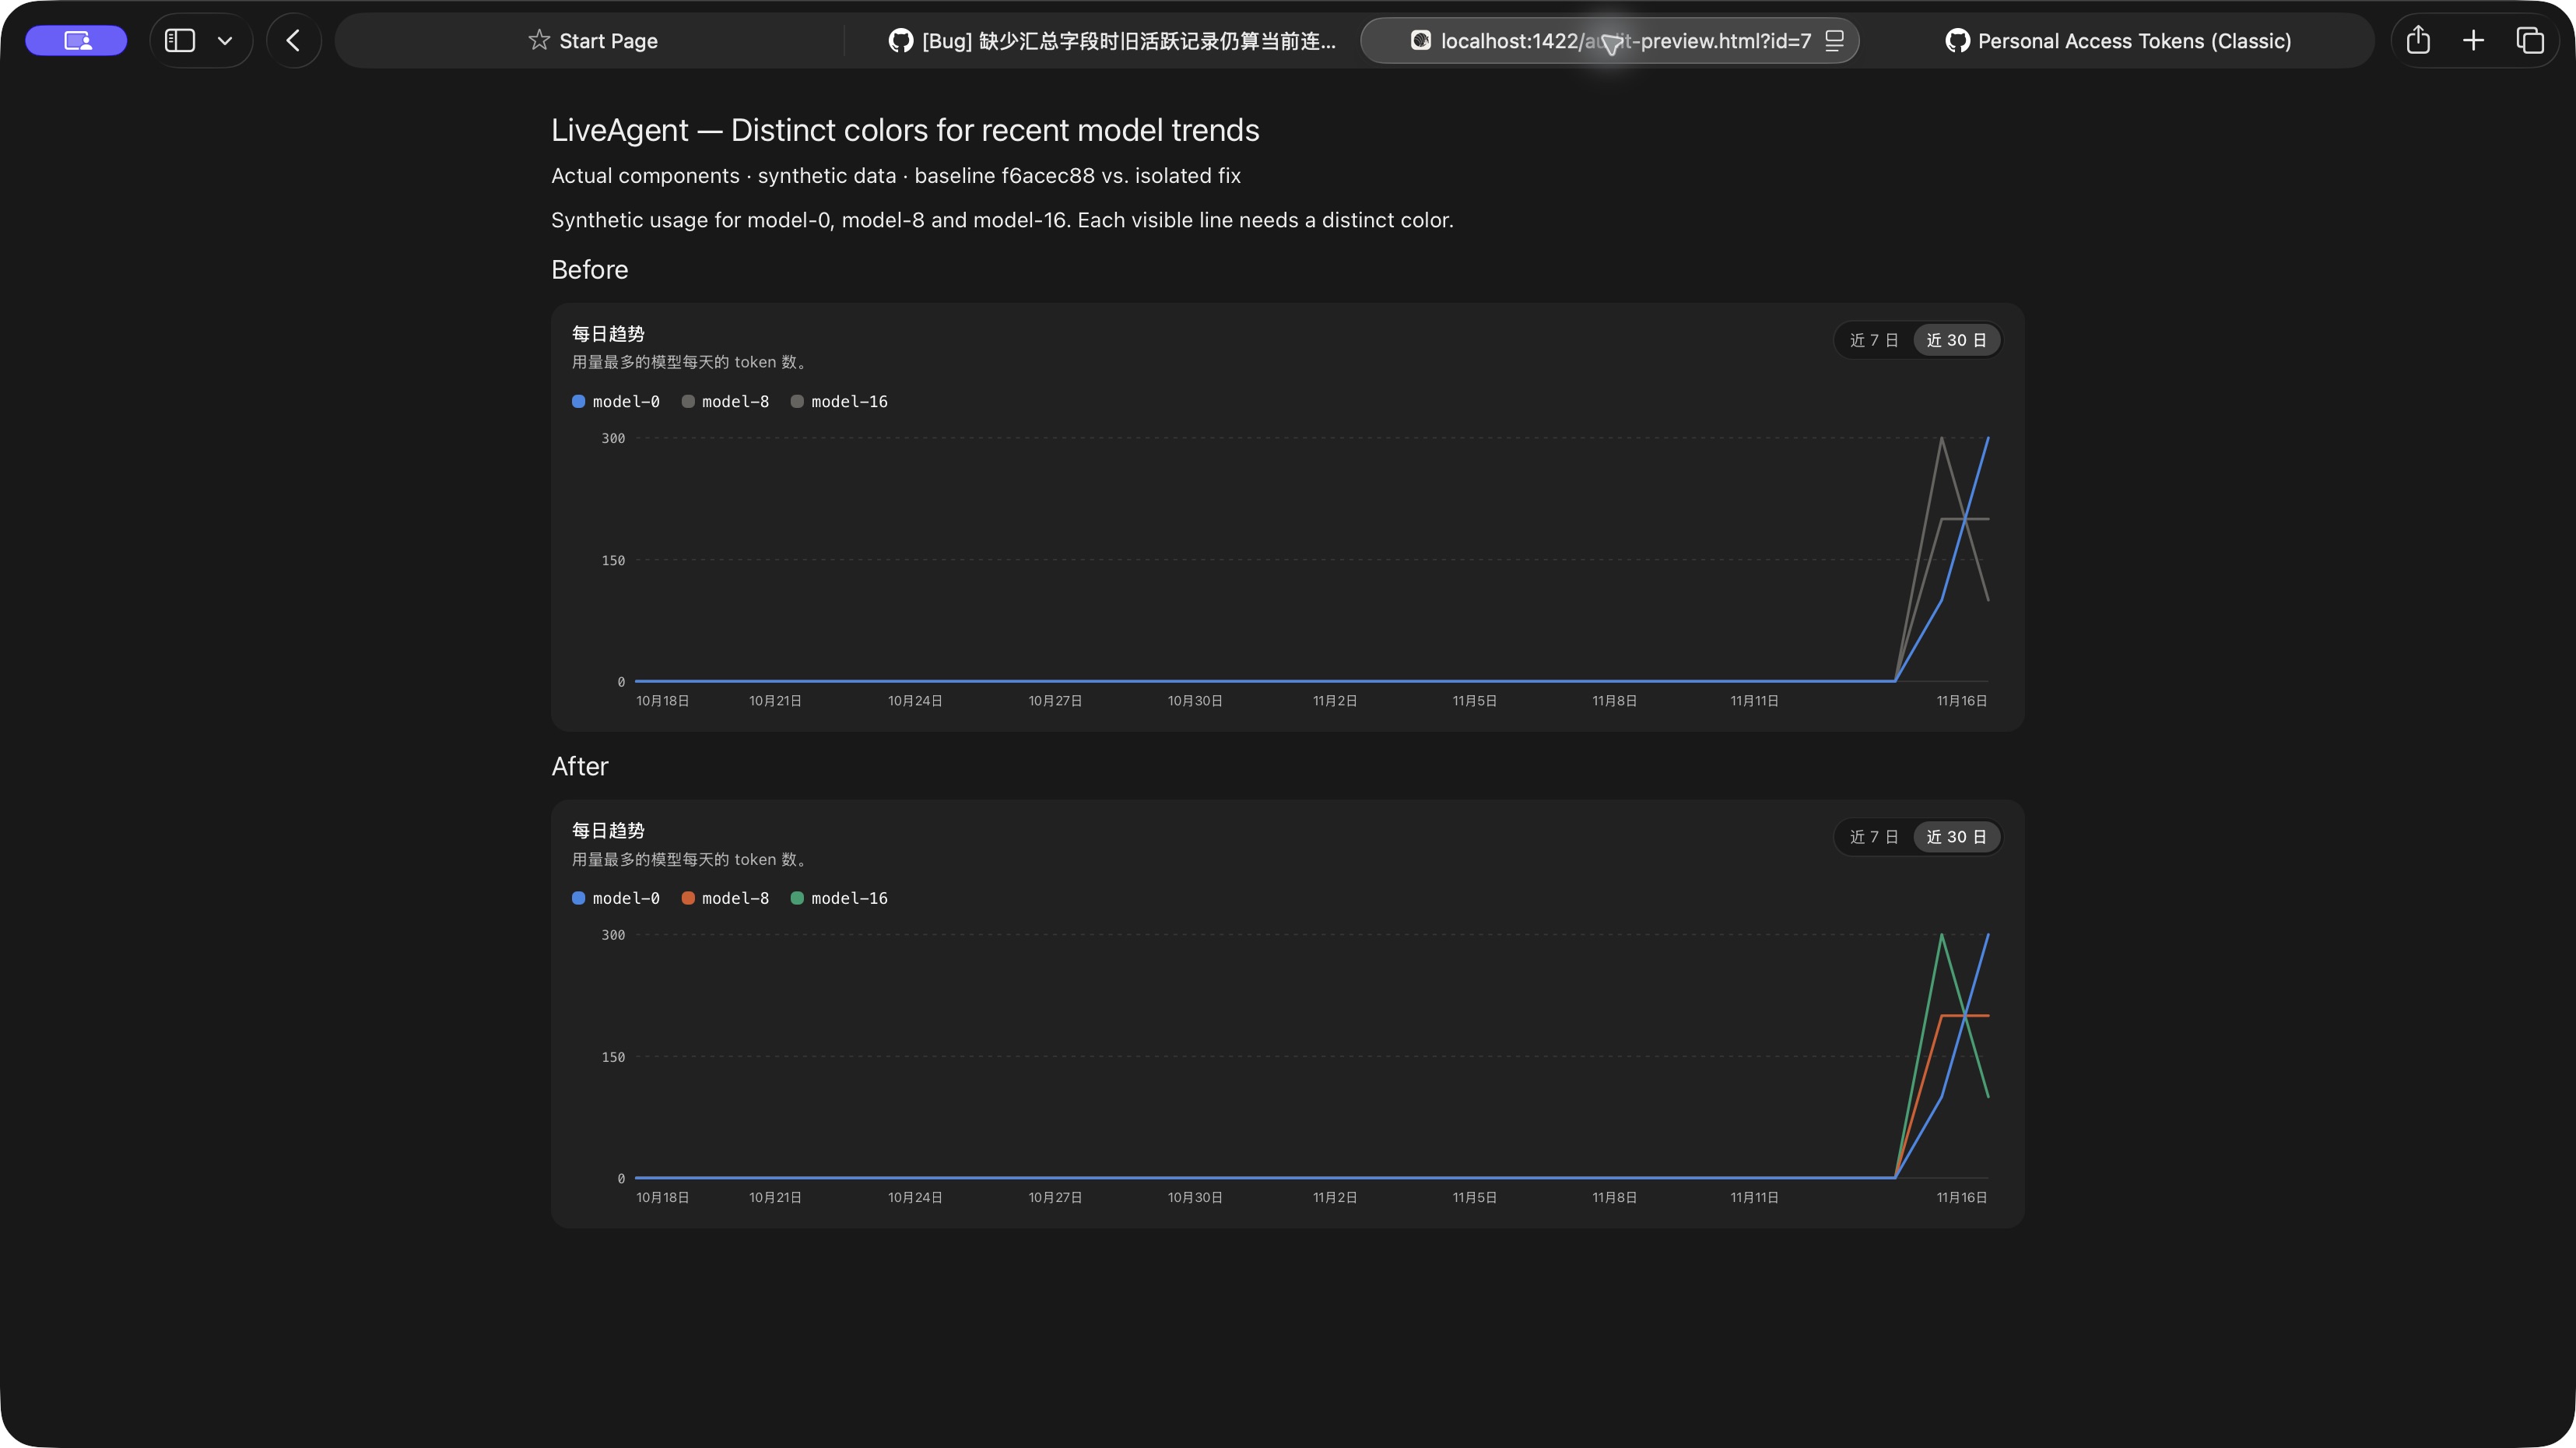 Start Page
[Bug] 缺少汇总字段时旧活跃记录仍算当前连...
localhost:1422/audit-preview.html?id=7
Personal Access Tokens (Classic)
LiveAgent — Distinct colors for recent model trends
Actual components · synthetic data · baseline f6acec88 vs. isolated fix
Synthetic usage for model-0, model-8 and model-16. Each visible line needs a distinct color.
Before
每日趋势
近 7 日 近 30 日
用量最多的模型每天的 token 数。
model-0 model-8 model-16
300
150
0
10月18日 10月21日 10月24日 10月27日 10月30日 11月2日 11月5日 11月8日 11月11日 11月16日
After
每日趋势
近 7 日 近 30 日
用量最多的模型每天的 token 数。
model-0 model-8 model-16
300
150
0
10月18日 10月21日 10月24日 10月27日 10月30日 11月2日 11月5日 11月8日 11月11日 11月16日